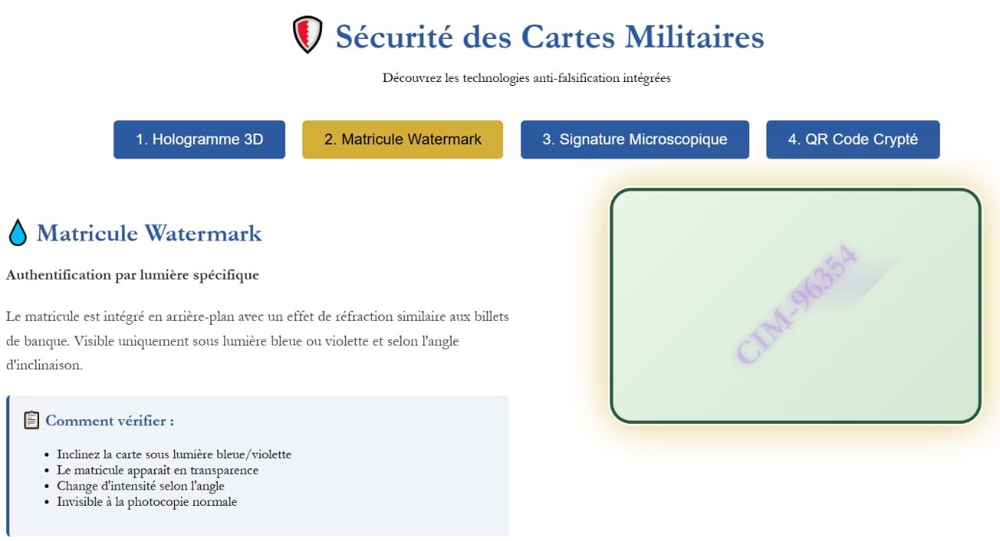 Sécurité des Cartes Militaires
Découvrez les technologies anti-falsification intégrées
1. Hologramme 3D
2. Matricule Watermark
3. Signature Microscopique
4. QR Code Crypté
Matricule Watermark
Authentification par lumière spécifique
Le matricule est intégré en arrière-plan avec un effet de réfraction similaire aux billets
de banque. Visible uniquement sous lumière bleue ou violette et selon l'angle
d'inclinaison.
Comment vérifier :
Inclinez la carte sous lumière bleue/violette
Le matricule apparaît en transparence
Change d'intensité selon l'angle
Invisible à la photocopie normale
CIM-96354